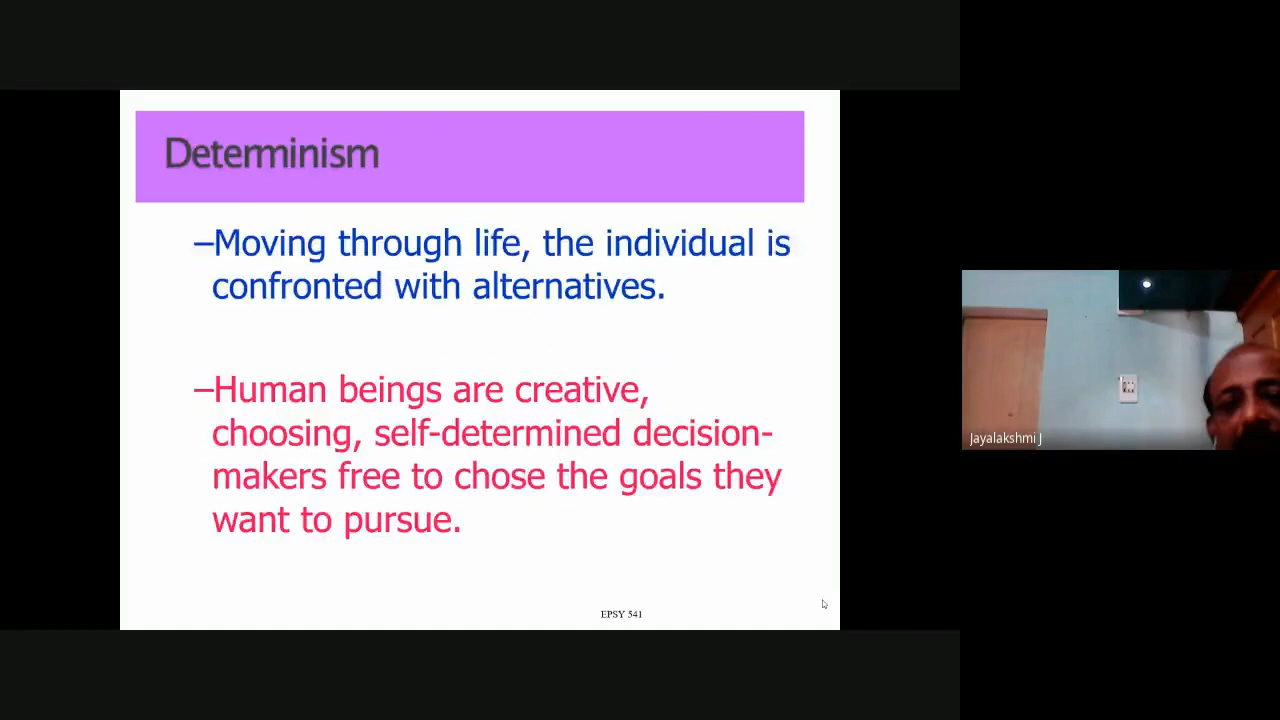 Determinism
–Moving through life, the individual is
confronted with alternatives.
–Human beings are creative,
choosing, self-determined decision-
makers free to chose the goals they
want to pursue.
EPSY 541
Jayalakshmi J